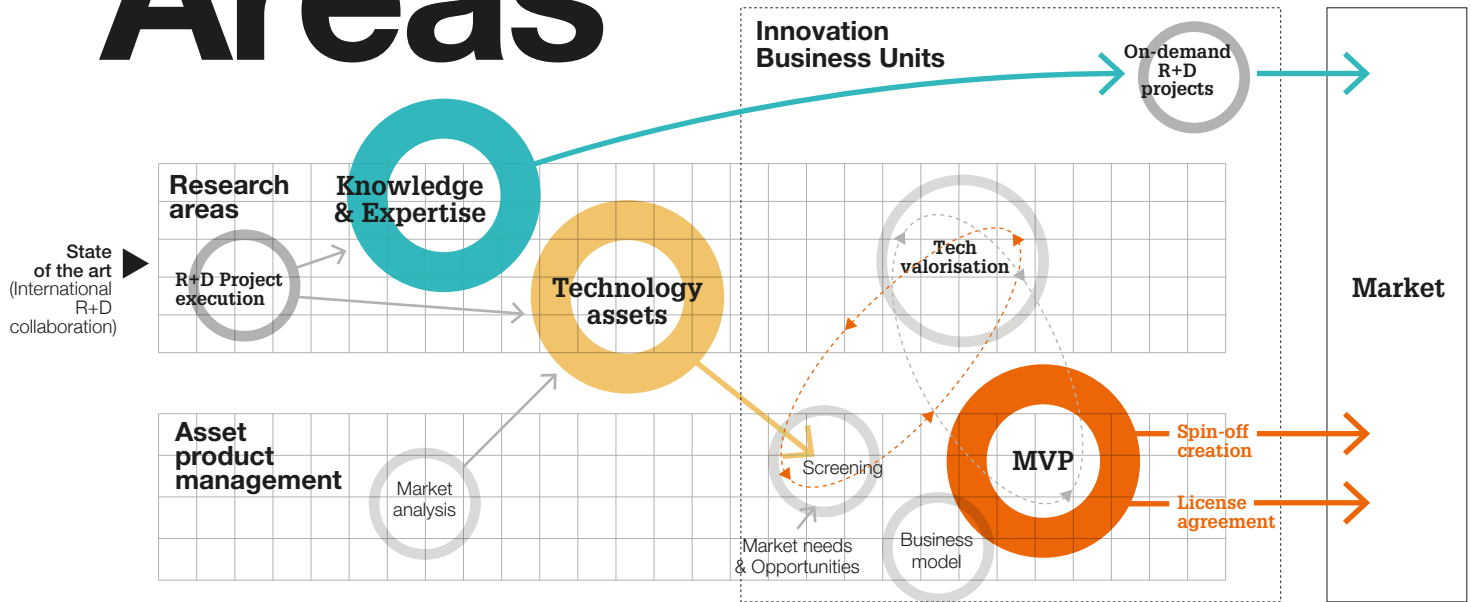 Areas
Innovation
Business Units
On-demand
R+D
projects
Research
areas
Knowledge
& Expertise
State
of the art
(International
R+D
collaboration)
R+D Project
execution
Technology
assets
Tech
valorisation
Market
Asset
product
management
Market
analysis
Screening
MVP
Spin-off
creation
License
agreement
Market needs
& Opportunities
Business
model